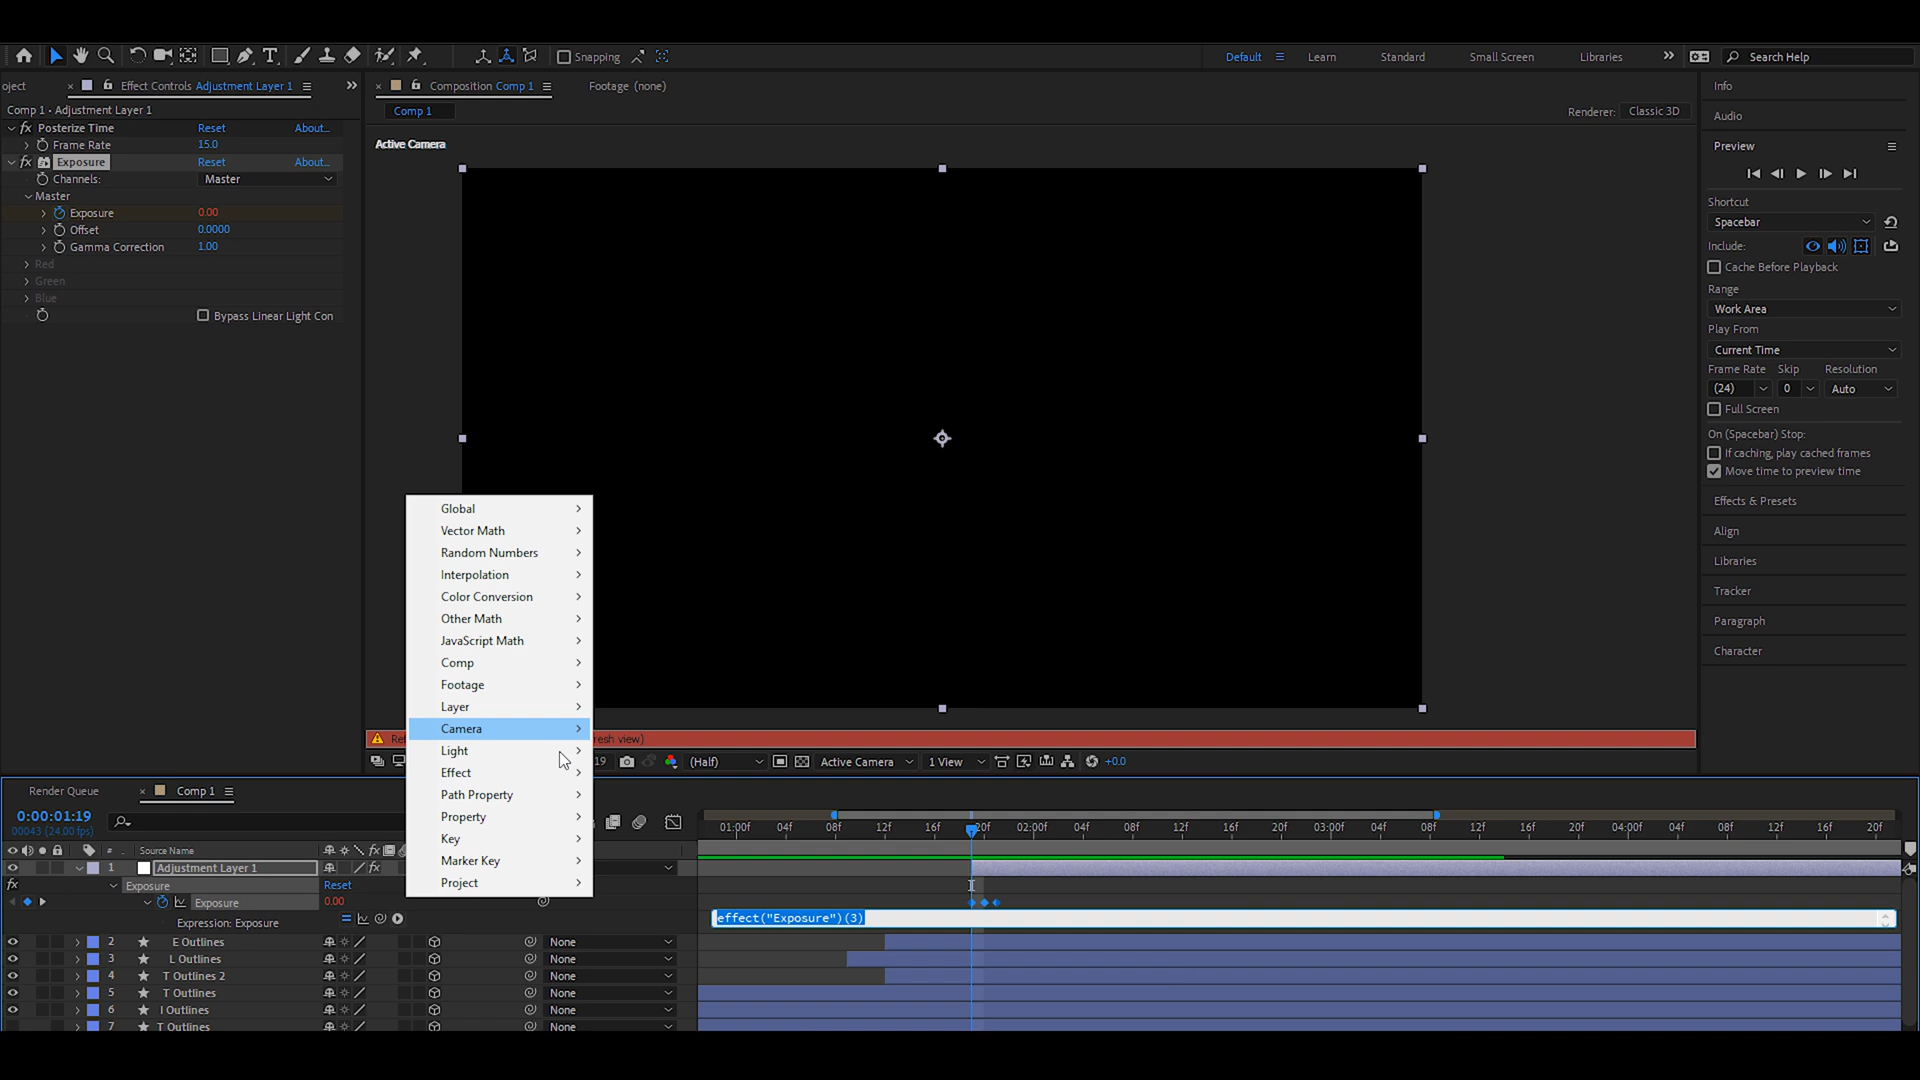 Snapping
Default
Learn
Standard
Small Screen
Libraries
Search Help
oject
Effect Controls Adjustment Layer 1
Composition Comp 1
Footage (none)
Info
Comp 1 • Adjustment Layer 1
Comp 1
Renderer:
Classic 3D
Audio
fx Posterize Time
Reset
About...
Frame Rate
15.0
Active Camera
Preview
fx Exposure
Reset
About...
Channels:
Master
Master
Exposure
0.00
Offset
0.0000
Gamma Correction
1.00
Red
Green
Blue
Bypass Linear Light Con
Shortcut
Spacebar
Include:
Cache Before Playback
Range
Work Area
Play From
Current Time
Frame Rate
Skip
Resolution
(24)
0
Auto
Full Screen
On (Spacebar) Stop:
If caching, play cached frames
Move time to preview time
Effects & Presets
Align
Libraries
Tracker
Paragraph
Character
Global
Vector Math
Random Numbers
Interpolation
Color Conversion
Other Math
JavaScript Math
Comp
Footage
Layer
Camera
Light
Effect
Path Property
Property
Key
Marker Key
Project
resh view)
19
(Half)
Active Camera
1 View
+0.0
Render Queue
Comp 1
0:00:01:19
00043 (24.00 fps)
01:00f
04f
08f
12f
16f
20f
02:00f
04f
08f
12f
16f
20f
03:00f
04f
08f
12f
16f
20f
04:00f
04f
08f
12f
16f
20f
#
Source Name
fx
1
Adjustment Layer 1
fx
fx
Exposure
Reset
Exposure
0.00
Expression: Exposure
effect("Exposure")(3)
2
E Outlines
None
3
L Outlines
None
4
T Outlines 2
None
5
T Outlines
None
6
I Outlines
None
7
T Outlines
None